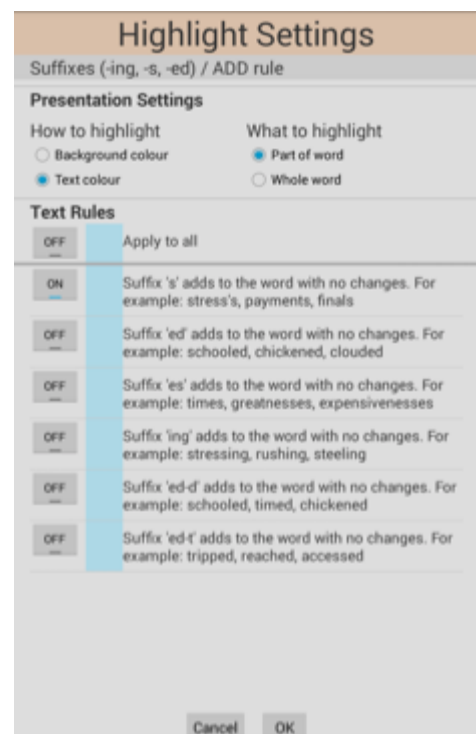 Highlight Settings
Suffixes (-ing, -s, -ed) / ADD rule
Presentation Settings
How to highlight What to highlight
Background colour Part of word
Text colour Whole word
Text Rules
OFF Apply to all
ON Suffix 's' adds to the word with no changes. For
example: stress's, payments, finals
OFF Suffix 'ed' adds to the word with no changes. For
example: schooled, chickened, clouded
OFF Suffix 'es' adds to the word with no changes. For
example: times, greatnesses, expensivenesses
OFF Suffix 'ing' adds to the word with no changes. For
example: stressing, rushing, steeling
OFF Suffix 'ed-d' adds to the word with no changes. For
example: schooled, timed, chickened
OFF Suffix 'ed-t' adds to the word with no changes. For
example: tripped, reached, accessed
Cancel OK